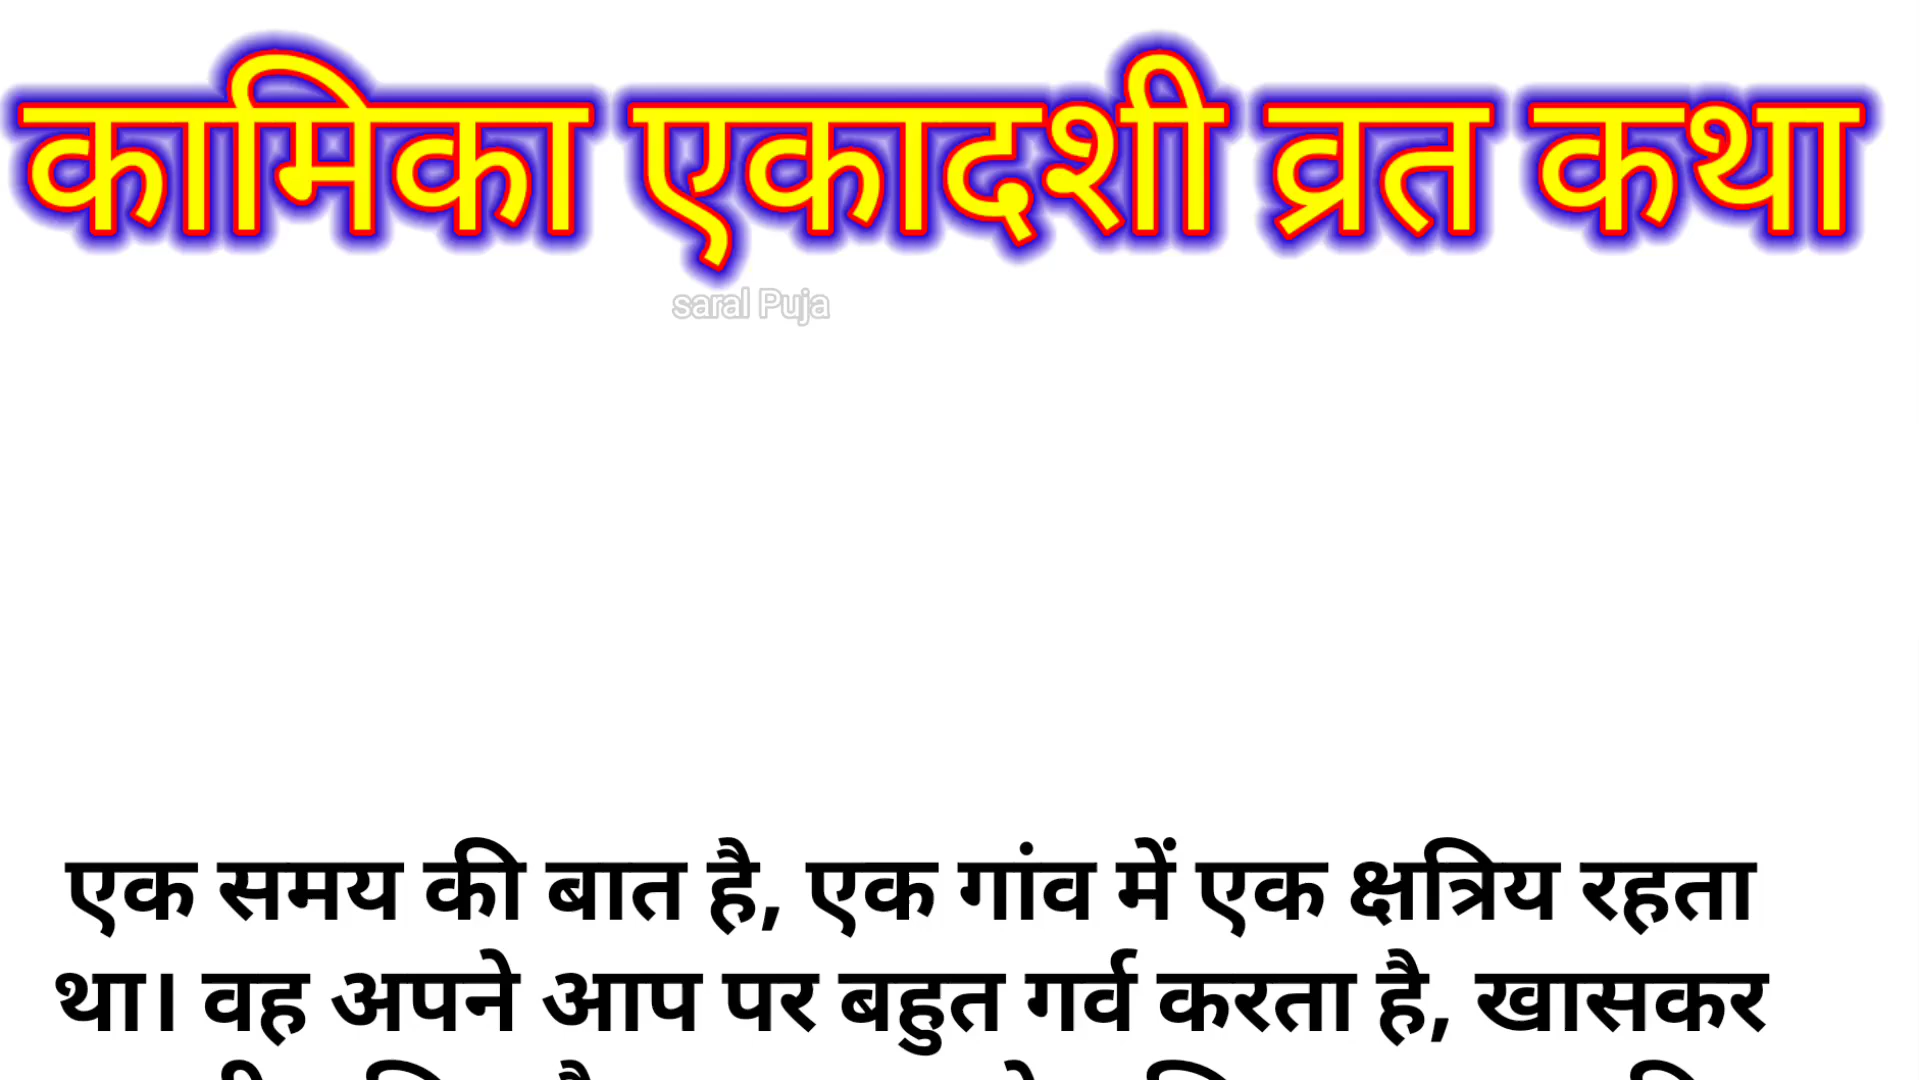 कामिका एकादशी व्रत कथा
saral Puja
एक समय की बात है, एक गांव में एक क्षत्रिय रहता
था। वह अपने आप पर बहुत गर्व करता है, खासकर